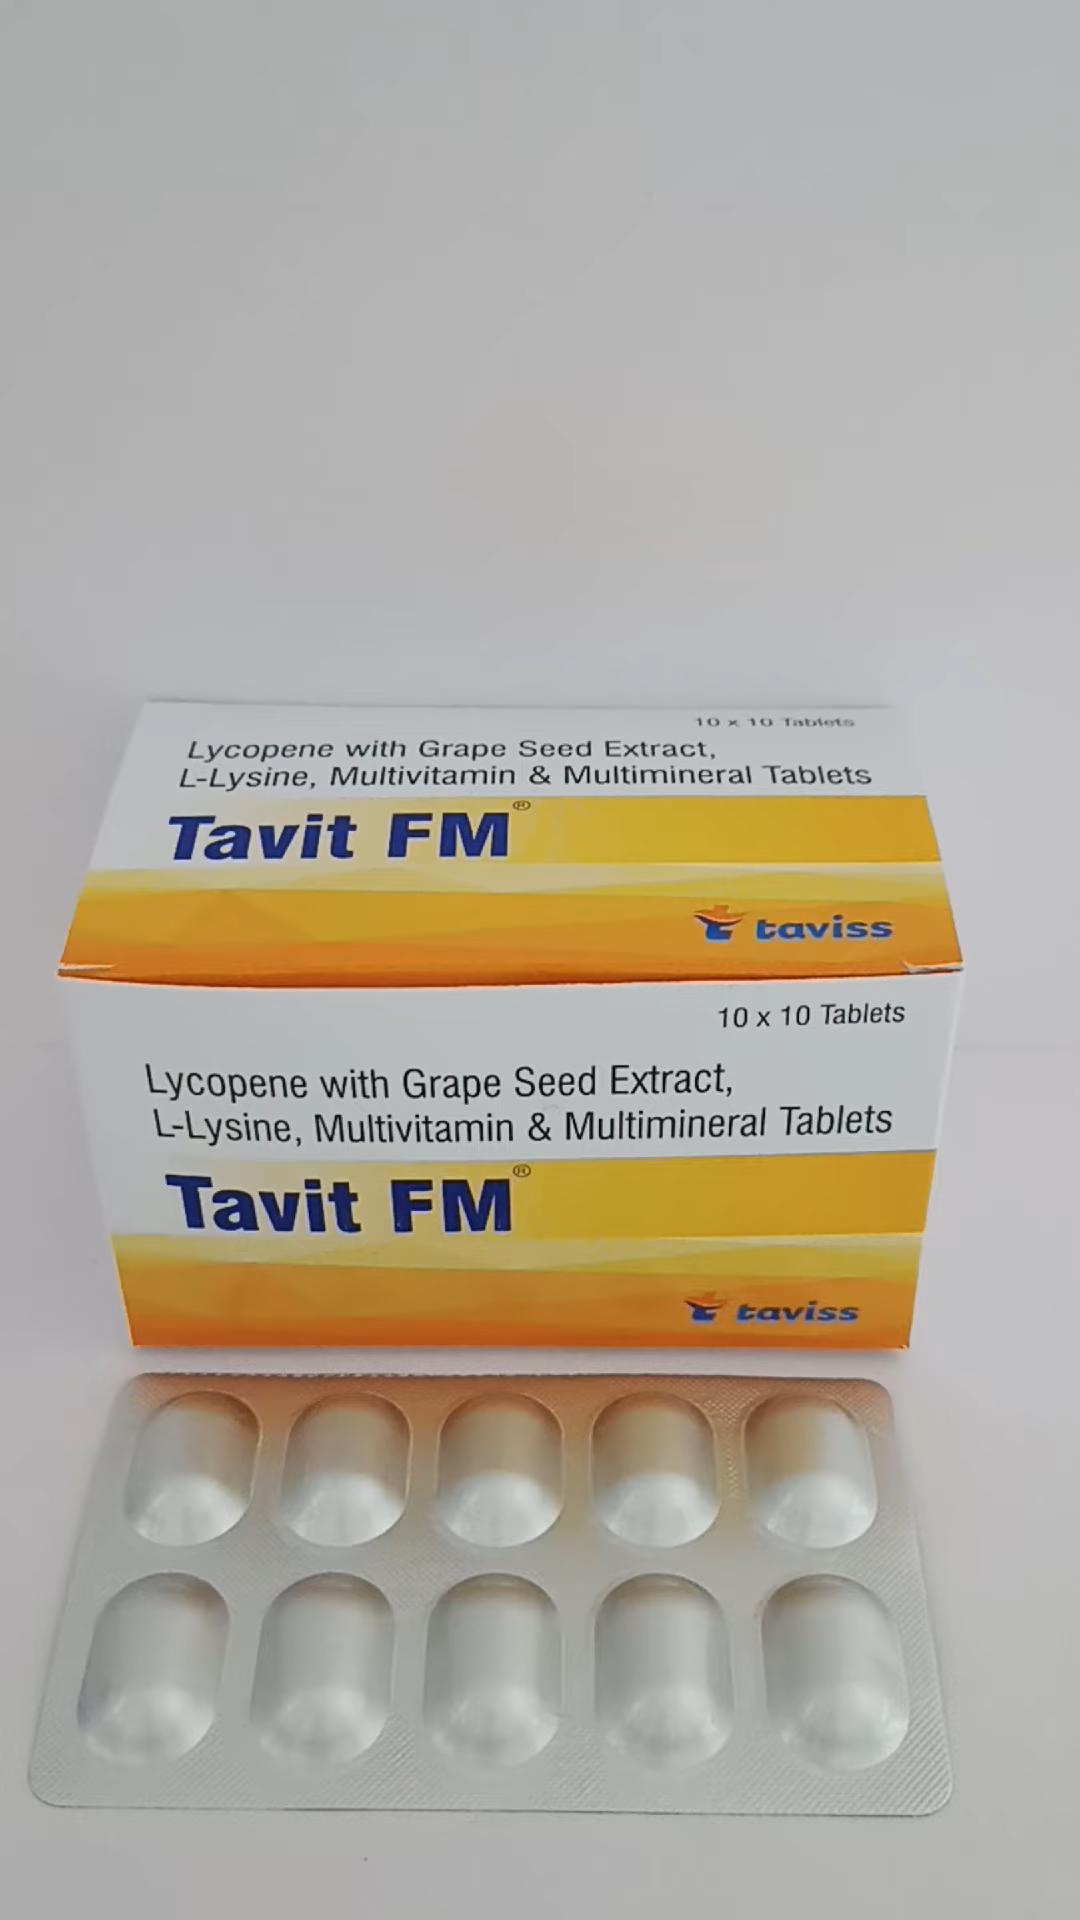 10 x 10 Tablets
Lycopene with Grape Seed Extract,
L-Lysine, Multivitamin & Multimineral Tablets
Tavit FM®
taviss
10 x 10 Tablets
Lycopene with Grape Seed Extract,
L-Lysine, Multivitamin & Multimineral Tablets
Tavit FM®
taviss